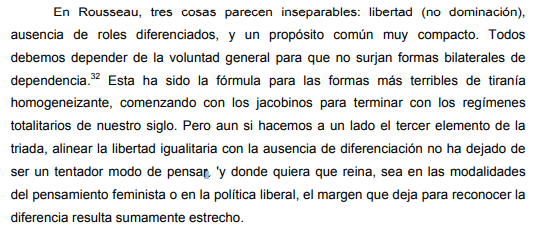 En Rousseau, tres cosas parecen inseparables: libertad (no dominación),
ausencia de roles diferenciados, y un propósito común muy compacto. Todos
debemos depender de la voluntad general para que no surjan formas bilaterales de
dependencia.32 Esta ha sido la fórmula para las formas más terribles de tiranía
homogeneizante, comenzando con los jacobinos para terminar con los regímenes
totalitarios de nuestro siglo. Pero aun si hacemos a un lado el tercer elemento de la
triada, alinear la libertad igualitaria con la ausencia de diferenciación no ha dejado de
ser un tentador modo de pensar, 'y donde quiera que reina, sea en las modalidades
del pensamiento feminista o en la política liberal, el margen que deja para reconocer la
diferencia resulta sumamente estrecho.